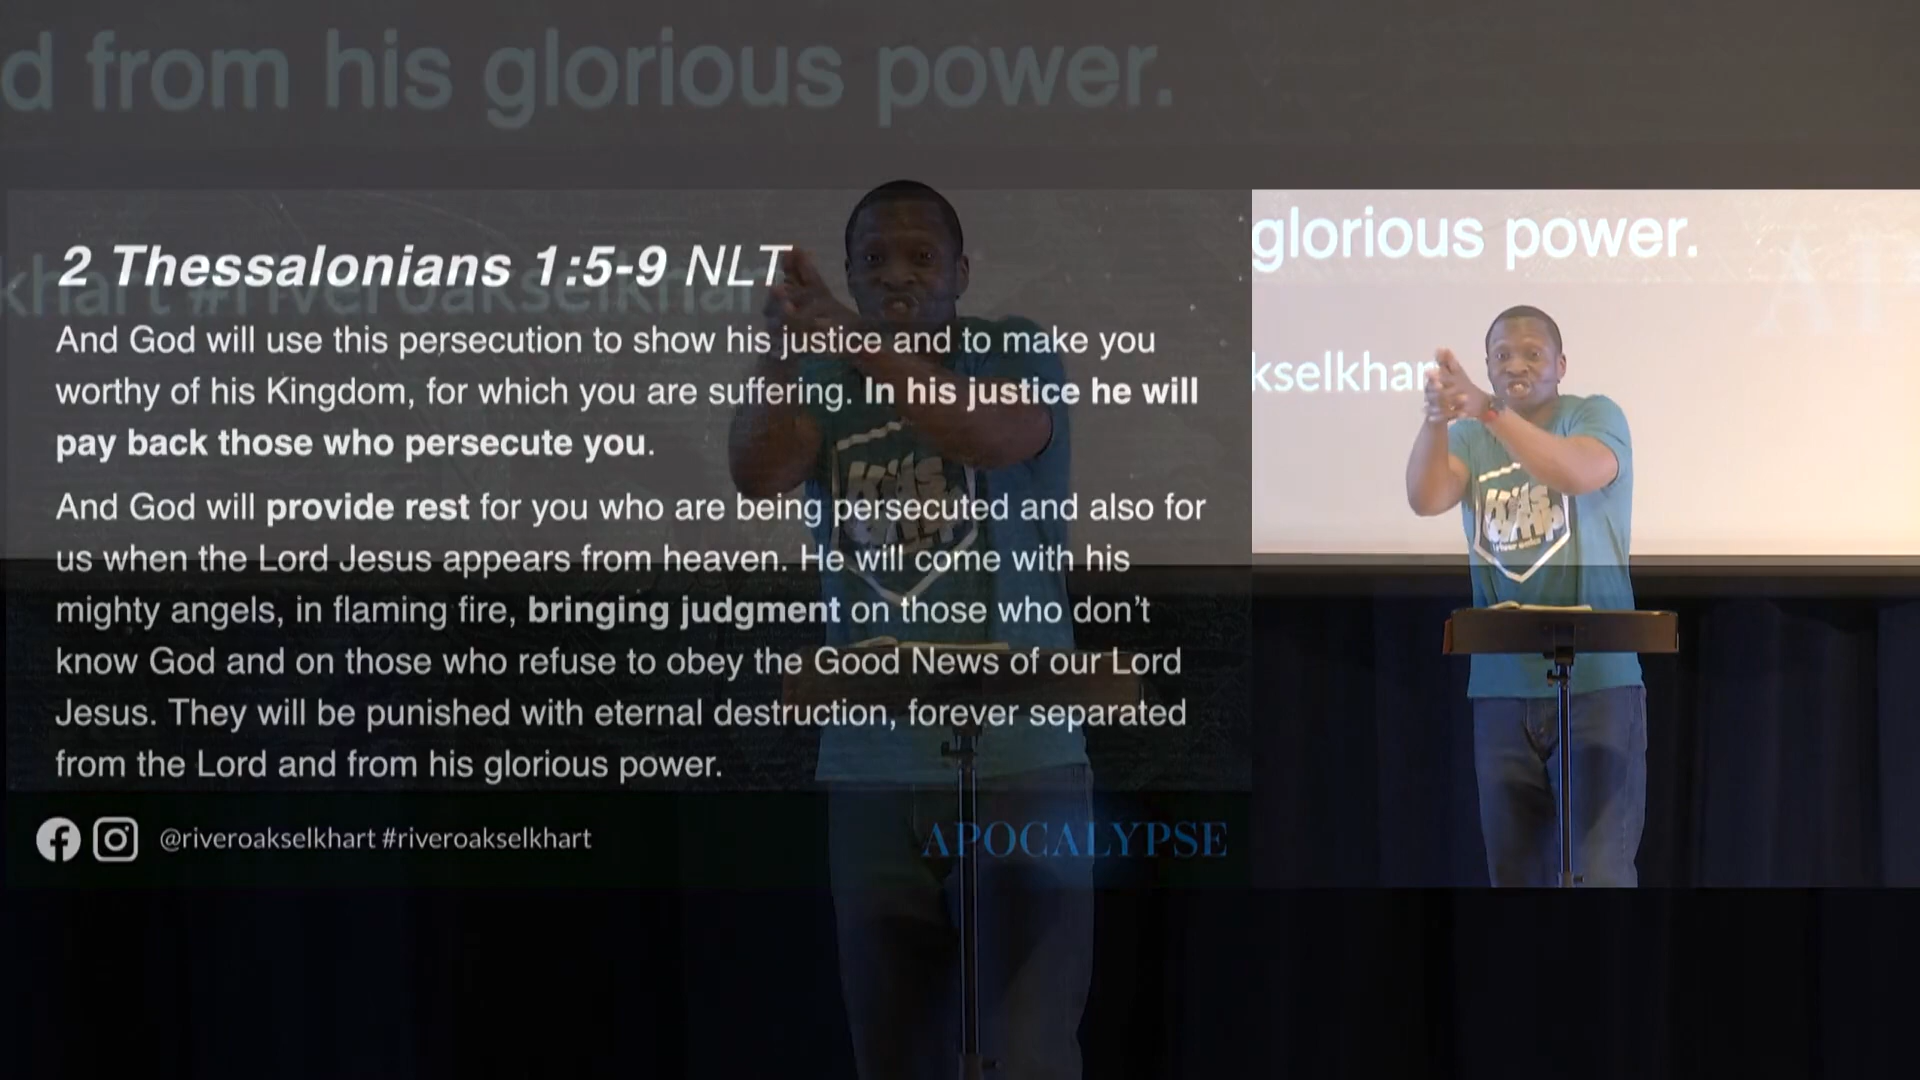 d from his glorious power.
glorious power.
2 Thessalonians 1:5-9 NLT
khart #riveroakselkhar
kselkhar
And God will use this persecution to show his justice and to make you
worthy of his Kingdom, for which you are suffering. In his justice he will
pay back those who persecute you.
And God will provide rest for you who are being persecuted and also for
us when the Lord Jesus appears from heaven. He will come with his
mighty angels, in flaming fire, bringing judgment on those who don’t
know God and on those who refuse to obey the Good News of our Lord
Jesus. They will be punished with eternal destruction, forever separated
from the Lord and from his glorious power.
Kids
@riveroakselkhart #riveroakselkhart
APOCALYPSE